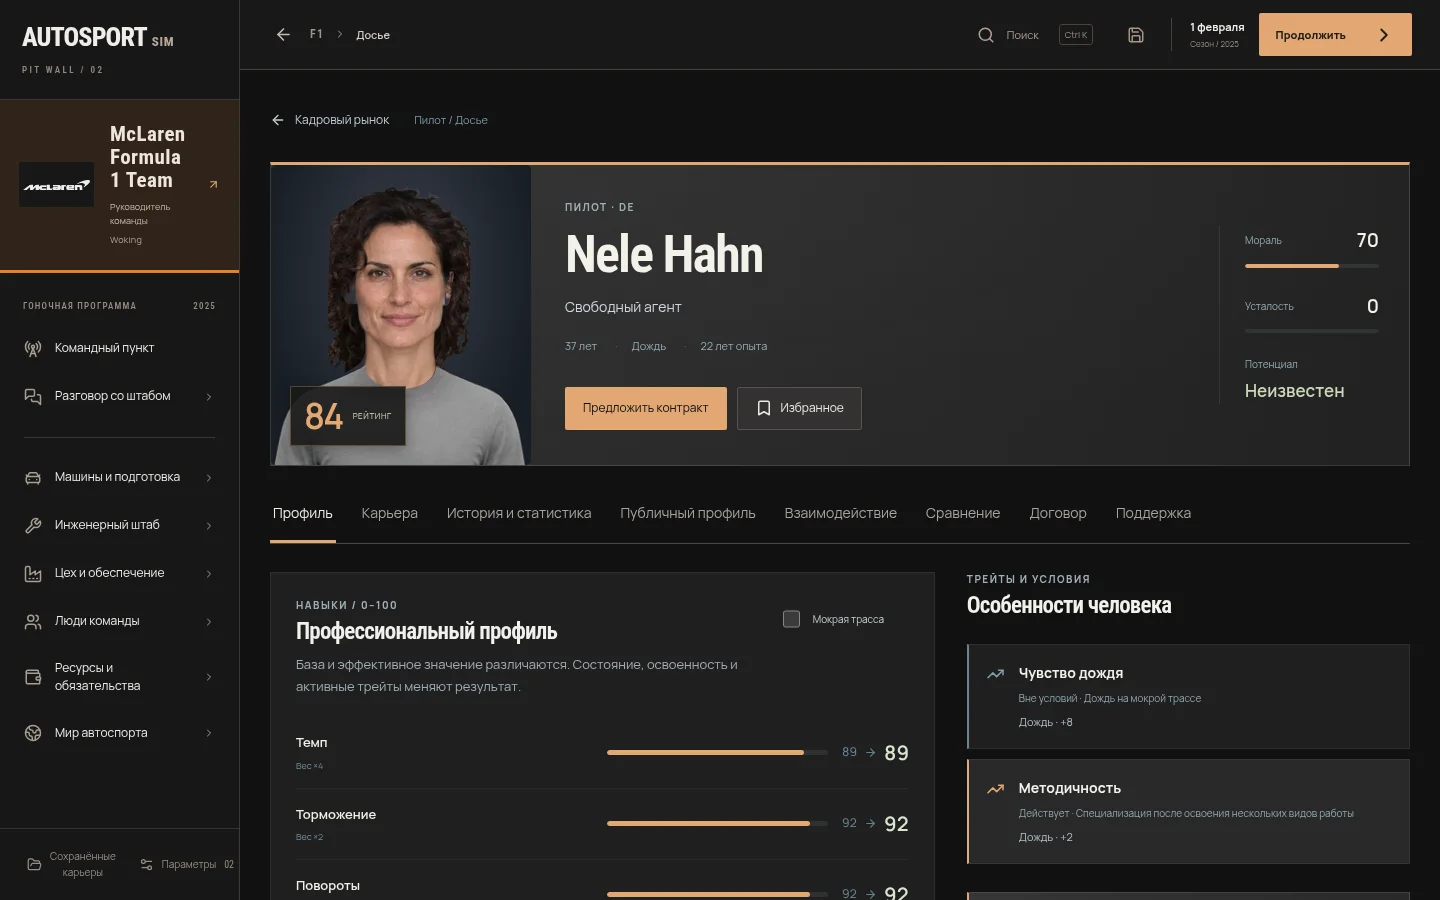 AUTOSPORT SIM
PIT WALL / 02
McLaren
McLaren
Formula
1 Team
Руководитель
команды
Woking
ГОНОЧНАЯ ПРОГРАММА 2025
Командный пункт
Разговор со штабом
Машины и подготовка
Инженерный штаб
Цех и обеспечение
Люди команды
Ресурсы и
обязательства
Мир автоспорта
Сохранённые
карьеры
Параметры 02
F1 > Досье
Поиск Ctrl K
1 февраля
Сезон / 2025
Продолжить
Кадровый рынок Пилот / Досье
84 РЕЙТИНГ
ПИЛОТ · DE
Nele Hahn
Свободный агент
37 лет · Дождь · 22 лет опыта
Предложить контракт
Избранное
Мораль 70
Усталость 0
Потенциал
Неизвестен
Профиль Карьера История и статистика Публичный профиль Взаимодействие Сравнение Договор Поддержка
НАВЫКИ / 0–100
Профессиональный профиль
Мокрая трасса
База и эффективное значение различаются. Состояние, освоенность и
активные трейты меняют результат.
Темп
Вес ×4
89 → 89
Торможение
Вес ×2
92 → 92
Повороты
92 → 92
ТРЕЙТЫ И УСЛОВИЯ
Особенности человека
Чувство дождя
Вне условий · Дождь на мокрой трассе
Дождь · +8
Методичность
Действует · Специализация после освоения нескольких видов работы
Дождь · +2